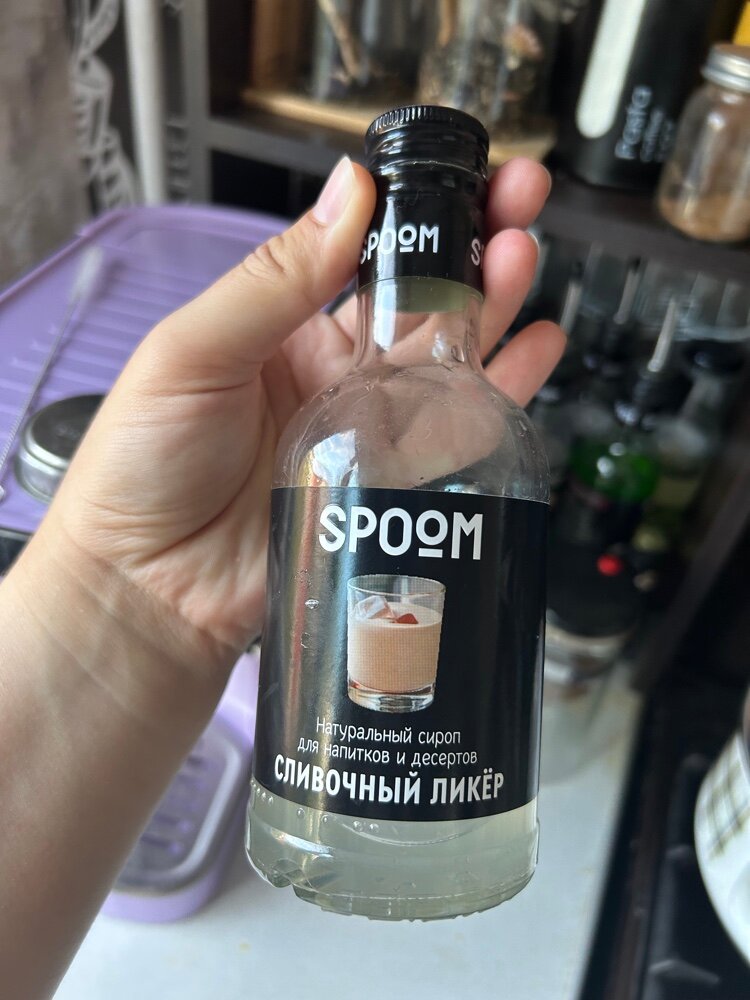 SPOOM
SPOOM
Натуральный сироп
для напитков и десертов
СЛИВОЧНЫЙ ЛИКЁР